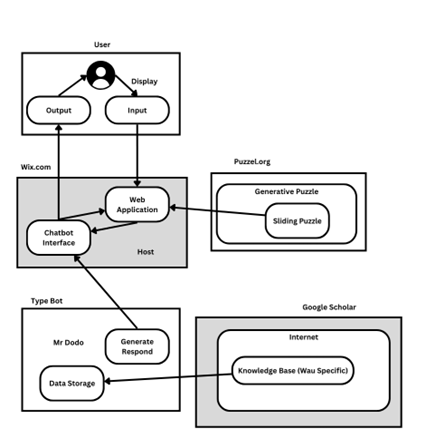 User
Display
Output
Input
Wix.com
Puzzel.org
Web
Application
Generative Puzzle
Sliding Puzzle
Chatbot
Interface
Host
Type Bot
Google Scholar
Mr Dodo
Generate
Respond
Internet
Data Storage
Knowledge Base (Wau Specific)